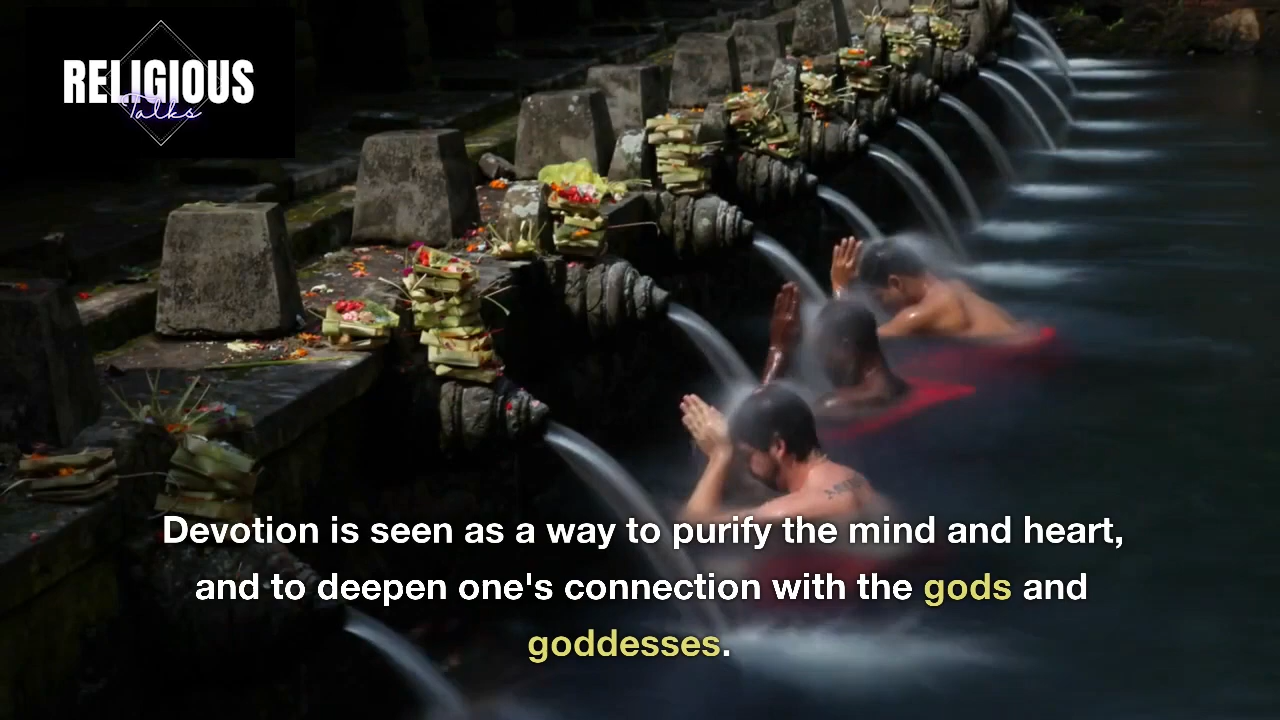 RELIGIOUS
Talks
Devotion is seen as a way to purify the mind and heart,
and to deepen one's connection with the gods and
goddesses.